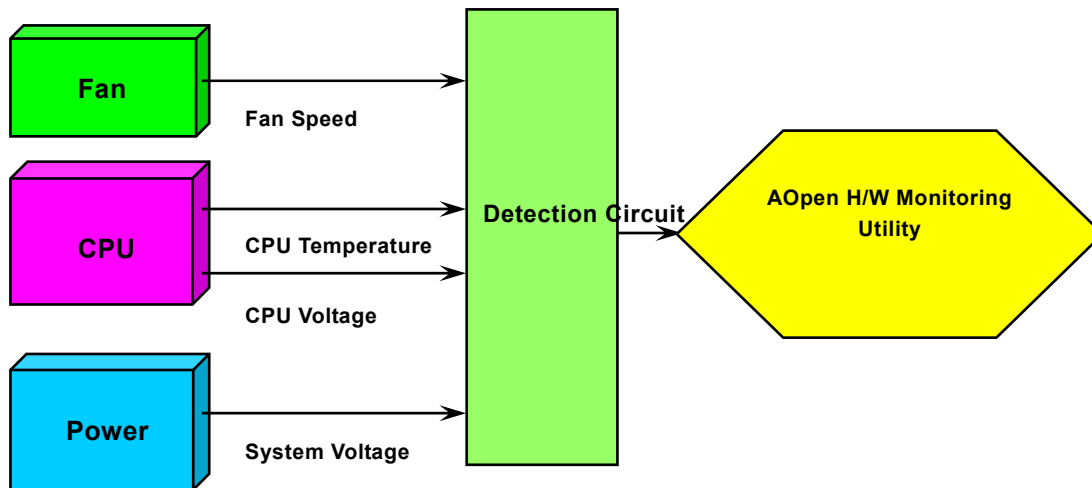 Fan
Fan Speed
CPU
CPU Temperature
CPU Voltage
Power
System Voltage
Detection Circuit
AOpen H/W Monitoring
Utility